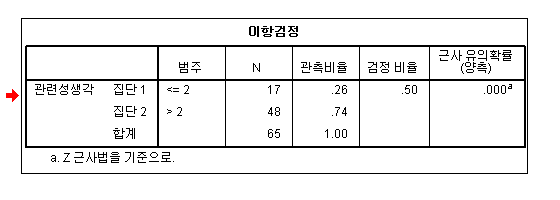 이항검정
범주 N 관측비율 검정 비율 근사 유의확률 (양측)
관련성생각 집단 1 <= 2 17 .26 .50 .000a
집단 2 > 2 48 .74
합계 65 1.00
a. Z 근사법을 기준으로.